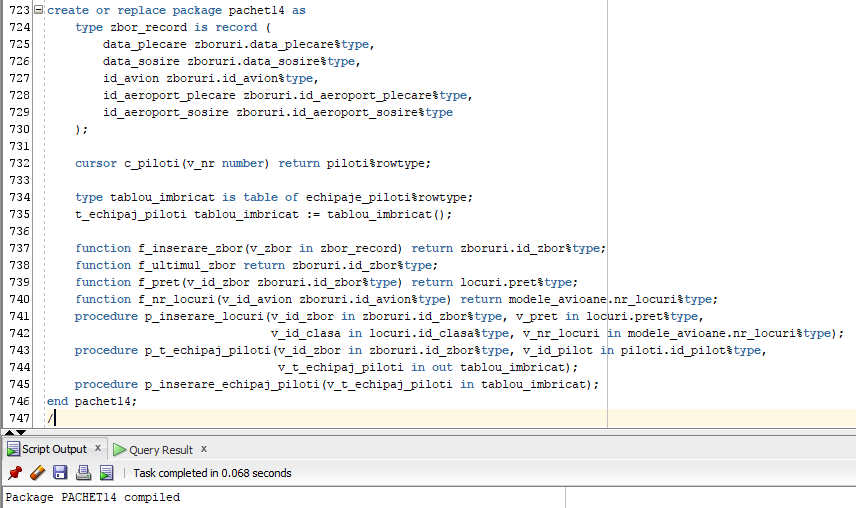 723 create or replace package pachet14 as
724     type zbor_record is record (
725         data_plecare zboruri.data_plecare%type,
726         data_sosire zboruri.data_sosire%type,
727         id_avion zboruri.id_avion%type,
728         id_aeroport_plecare zboruri.id_aeroport_plecare%type,
729         id_aeroport_sosire zboruri.id_aeroport_sosire%type
730     );
731
732     cursor c_piloti(v_nr number) return piloti%rowtype;
733
734     type tablou_imbricat is table of echipaje_piloti%rowtype;
735     t_echipaj_piloti tablou_imbricat := tablou_imbricat();
736
737     function f_inserare_zbor(v_zbor in zbor_record) return zboruri.id_zbor%type;
738     function f_ultimul_zbor return zboruri.id_zbor%type;
739     function f_pret(v_id_zbor zboruri.id_zbor%type) return locuri.pret%type;
740     function f_nr_locuri(v_id_avion zboruri.id_avion%type) return modele_avioane.nr_locuri%type;
741     procedure p_inserare_locuri(v_id_zbor in zboruri.id_zbor%type, v_pret in locuri.pret%type,
742                                 v_id_clasa in locuri.id_clasa%type, v_nr_locuri in modele_avioane.nr_locuri%type);
743     procedure p_t_echipaj_piloti(v_id_zbor in zboruri.id_zbor%type, v_id_pilot in piloti.id_pilot%type,
744                                  v_t_echipaj_piloti in out tablou_imbricat);
745     procedure p_inserare_echipaj_piloti(v_t_echipaj_piloti in tablou_imbricat);
746 end pachet14;
747 /
Script Output x Query Result x
Task completed in 0.068 seconds
Package PACHET14 compiled